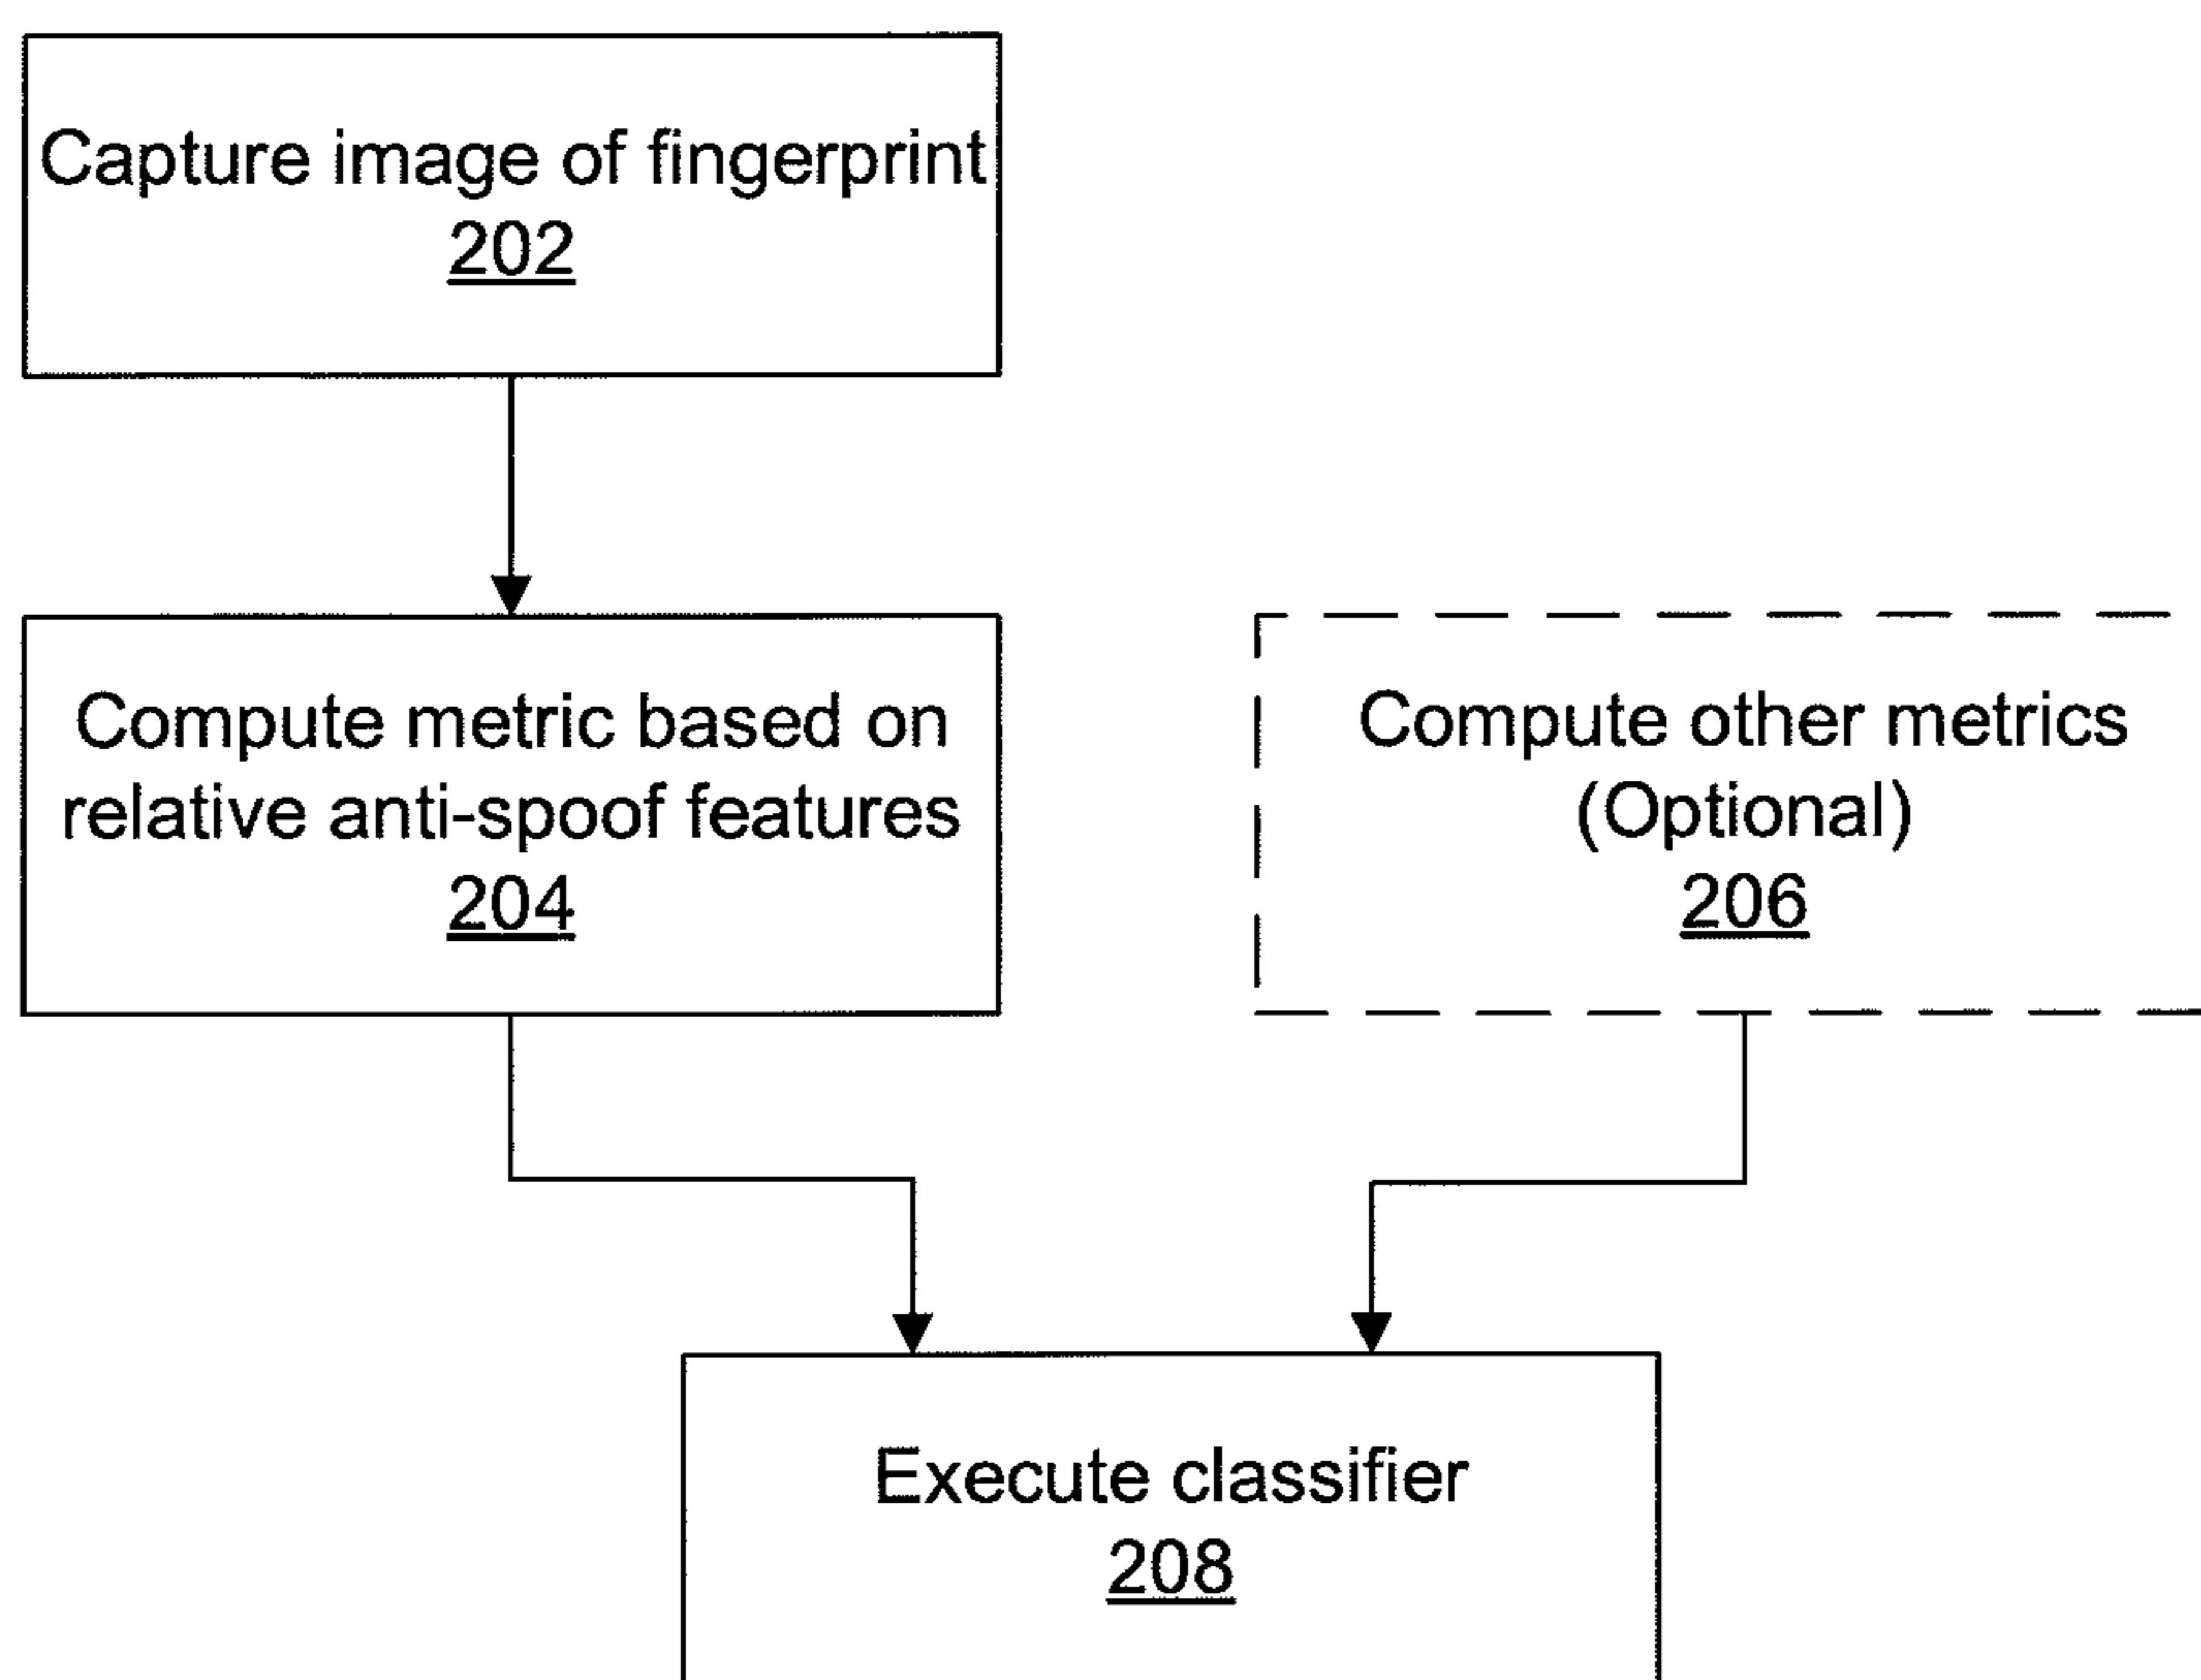 Capture image of fingerprint
202
Compute metric based on
relative anti-spoof features
204
Compute other metrics
(Optional)
206
Execute classifier
208